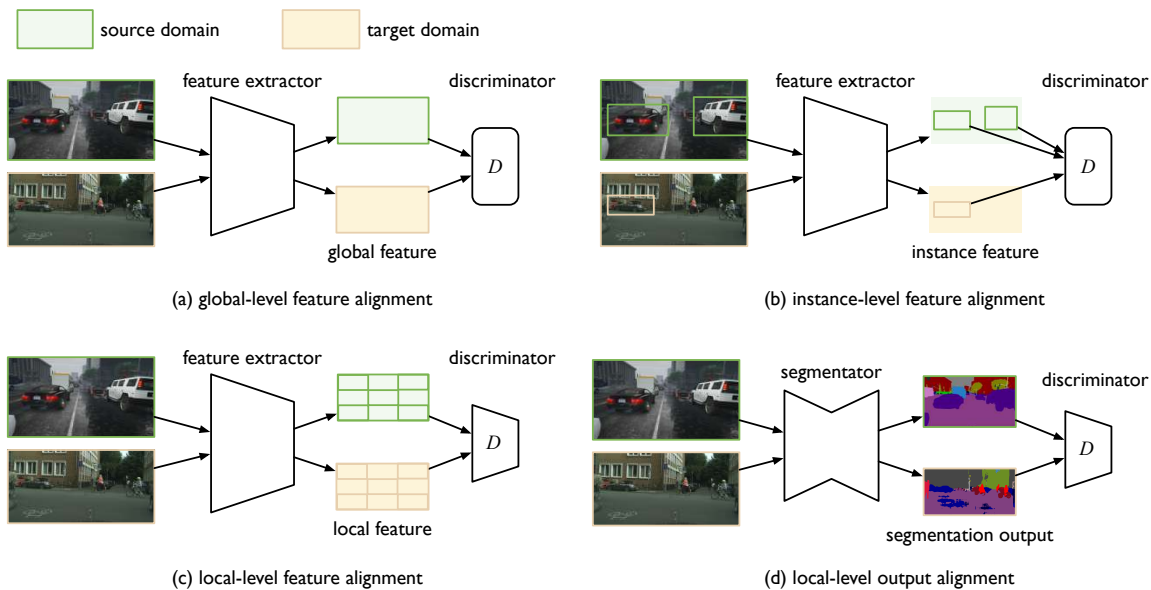 source domain
target domain
feature extractor
discriminator
D
global feature
(a) global-level feature alignment
feature extractor
discriminator
D
instance feature
(b) instance-level feature alignment
feature extractor
discriminator
D
local feature
(c) local-level feature alignment
segmentator
discriminator
D
segmentation output
(d) local-level output alignment